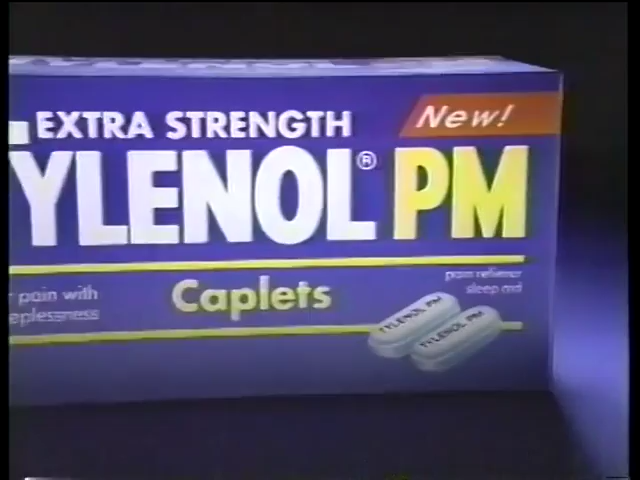 EXTRA STRENGTH
New!
YLENOL® PM
pain with
eplessness
Caplets
pain reliever
sleep aid
TYLENOL PM
TYLENOL PM